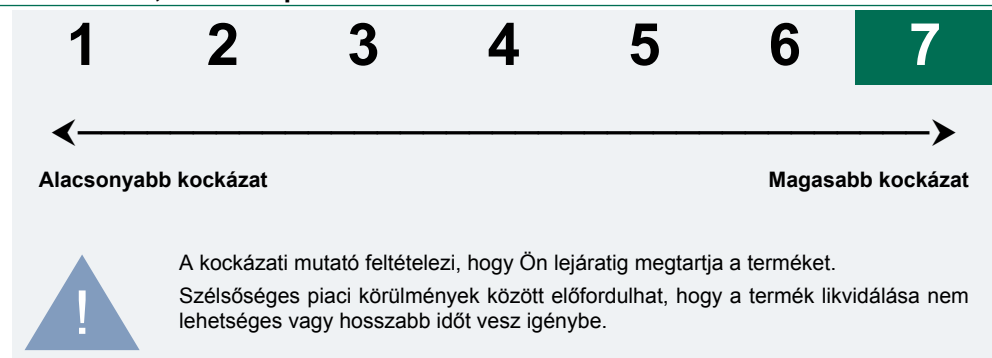 1 2 3 4 5 6 7
Alacsonyabb kockázat Magasabb kockázat
! A kockázati mutató feltételezi, hogy Ön lejáratig megtartja a terméket.
Szélsőséges piaci körülmények között előfordulhat, hogy a termék likvidálása nem
lehetséges vagy hosszabb időt vesz igénybe.